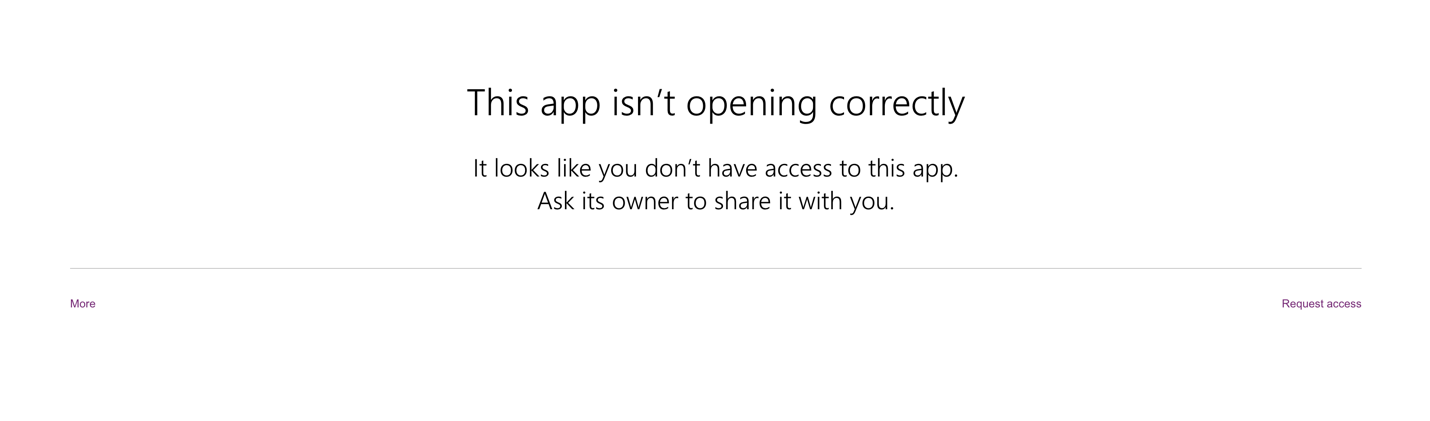 This app isn’t opening correctly
It looks like you don’t have access to this app.
Ask its owner to share it with you.
More
Request access